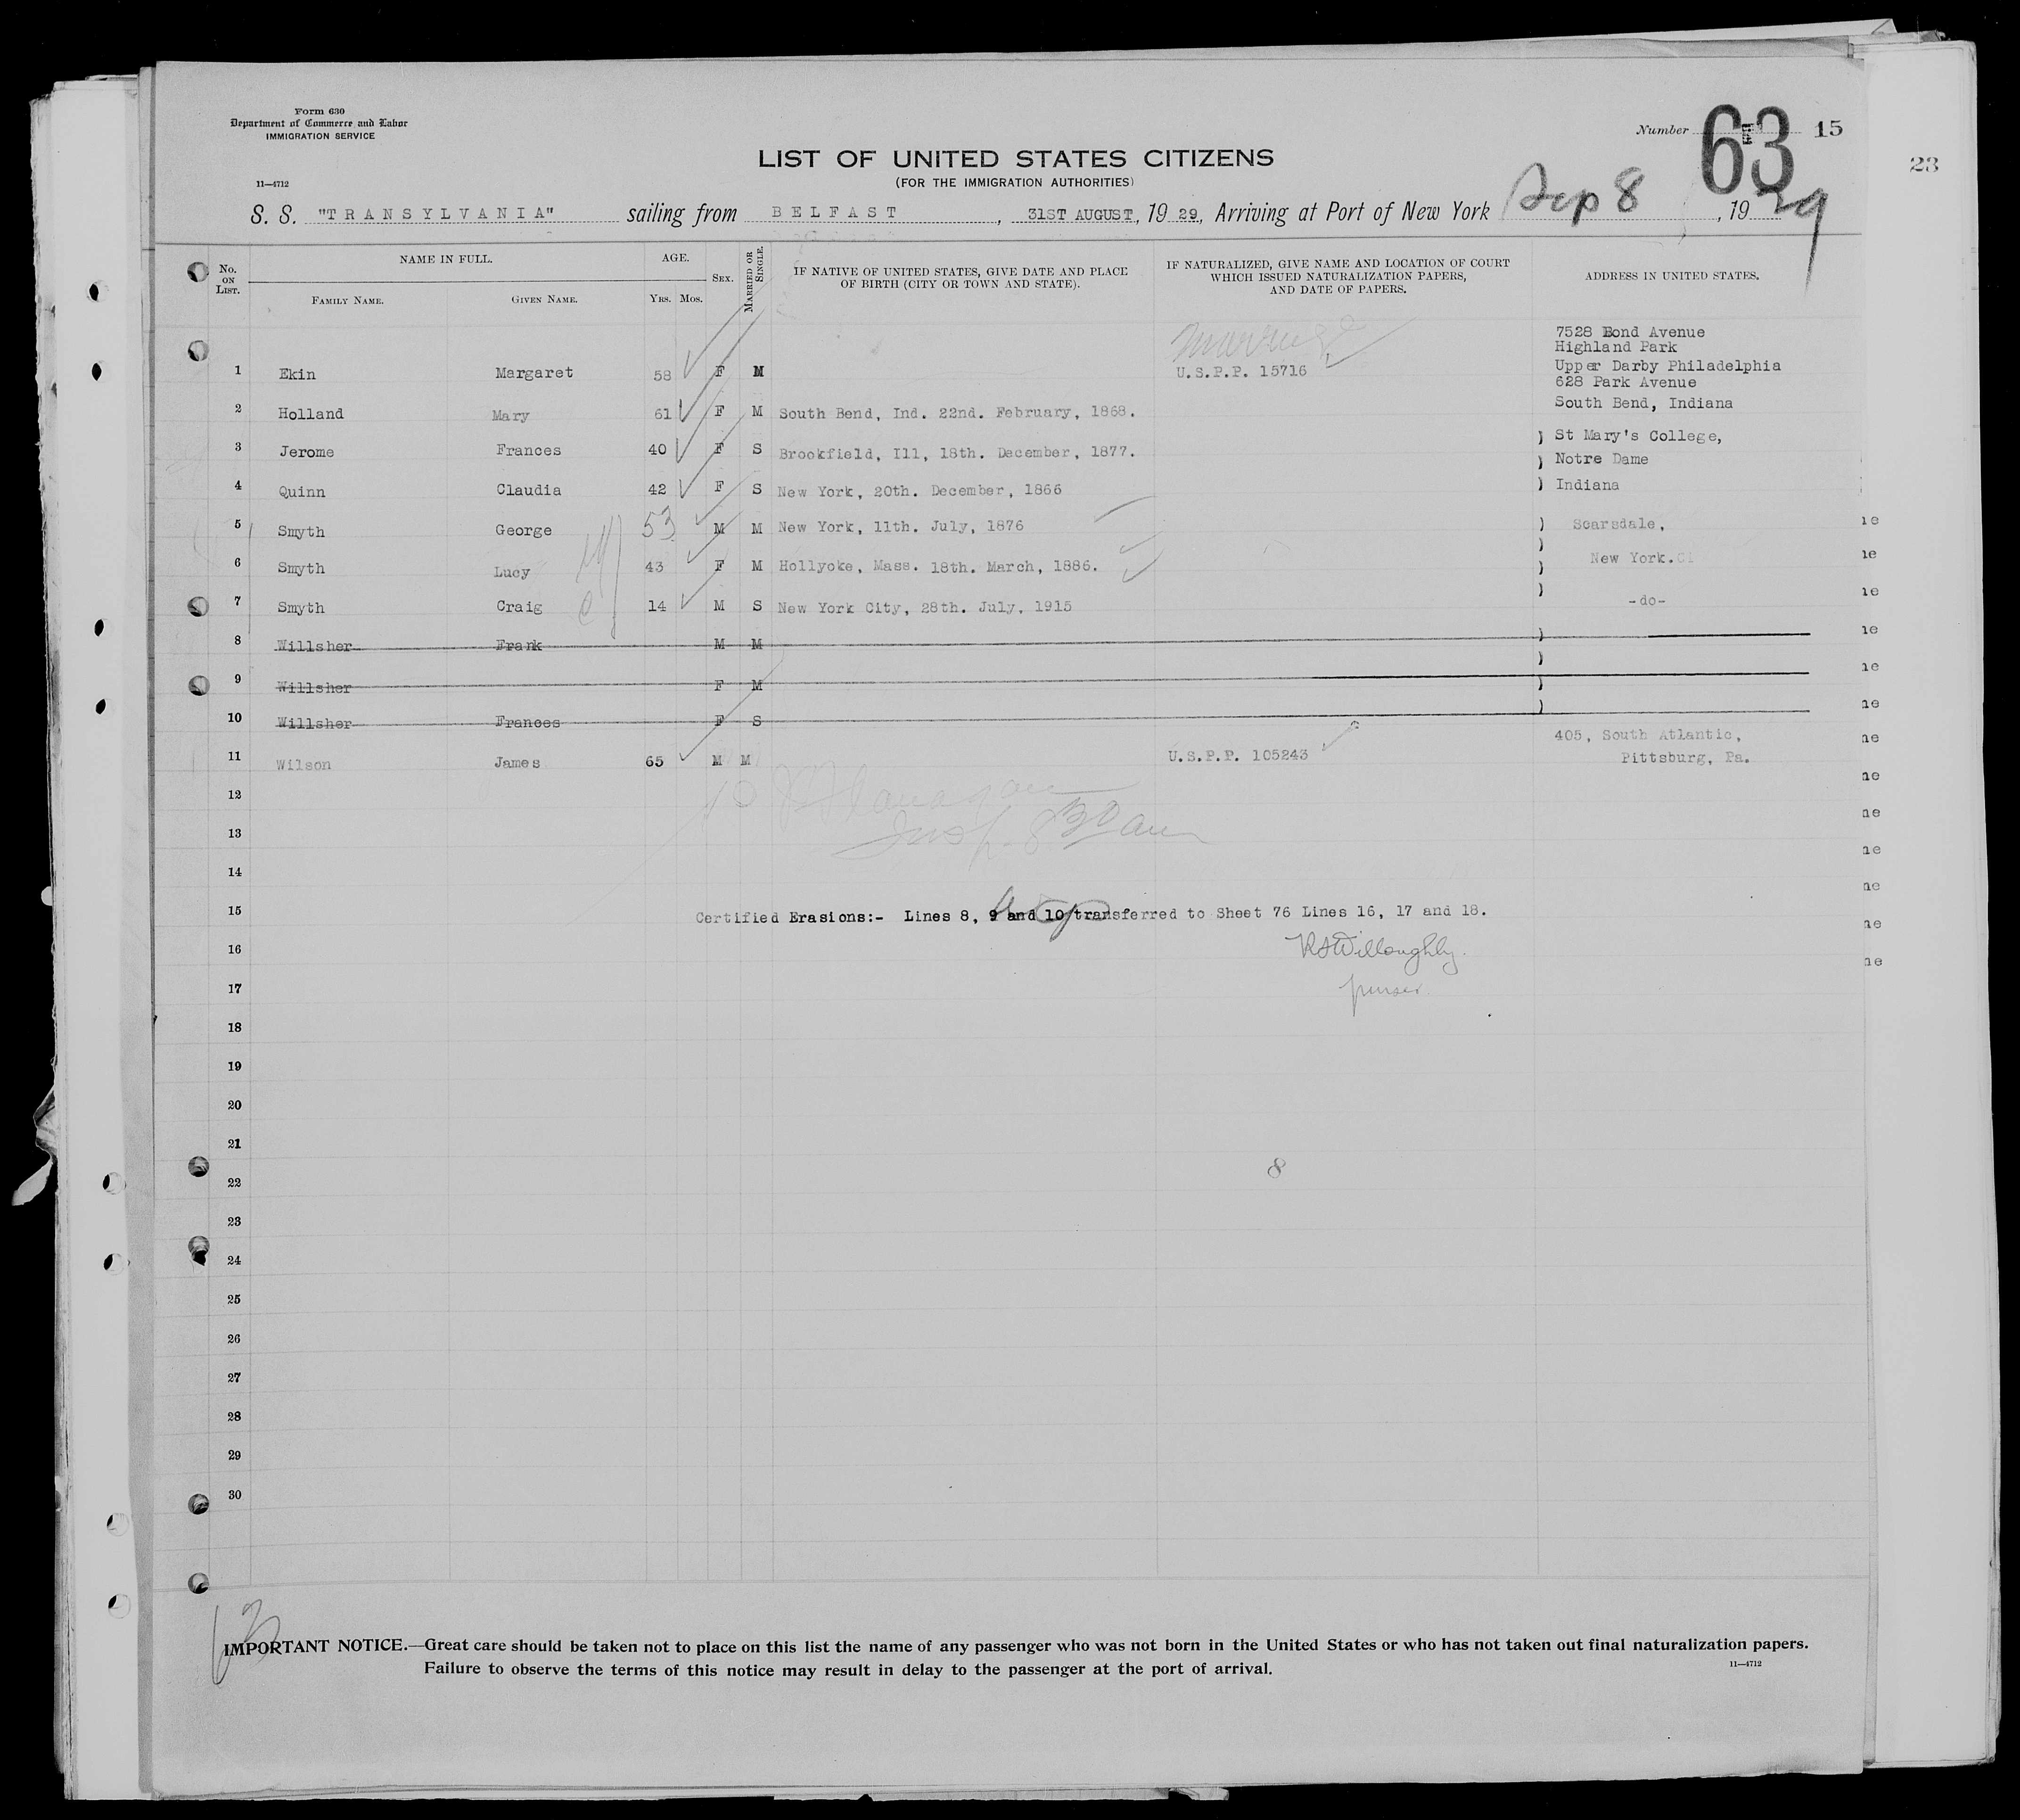 Form 630
Department of Commerce and Labor
IMMIGRATION SERVICE
Number 63 15
23
LIST OF UNITED STATES CITIZENS
(FOR THE IMMIGRATION AUTHORITIES)
11—4712
S. S. "TRANSYLVANIA" sailing from BELFAST, 31ST AUGUST, 19 29, Arriving at Port of New York Sep 8, 19 29
No. ON LIST. NAME IN FULL. AGE. SEX. MARRIED OR SINGLE. IF NATIVE OF UNITED STATES, GIVE DATE AND PLACE OF BIRTH (CITY OR TOWN AND STATE). IF NATURALIZED, GIVE NAME AND LOCATION OF COURT WHICH ISSUED NATURALIZATION PAPERS, AND DATE OF PAPERS. ADDRESS IN UNITED STATES.
FAMILY NAME. GIVEN NAME. YRS. MOS.
Marriage
7528 Bond Avenue
Highland Park
1 Ekin Margaret 58 F M U.S.P.P. 15716 Upper Darby Philadelphia
628 Park Avenue
2 Holland Mary 61 F M South Bend, Ind. 22nd. February, 1868. South Bend, Indiana
) St Mary's College,
3 Jerome Frances 40 F S Brookfield, Ill, 18th. December, 1877. ) Notre Dame
4 Quinn Claudia 42 F S New York, 20th. December, 1866 ) Indiana
5 Smyth George 53 M M New York, 11th. July, 1876 ) Scarsdale,
6 Smyth Lucy 43 F M Hollyoke, Mass. 18th. March, 1886. ) New York.
7 Smyth Craig 14 M S New York City, 28th. July, 1915 ) -do-
8 Willsher Frank M M )
9 Willsher F M )
10 Willsher Frances F S )
405, South Atlantic,
11 Wilson James 65 M M U.S.P.P. 105243 Pittsburg, Pa.
12 Flanagan
13 Insp. 8 30 am
14
15 Certified Erasions:- Lines 8, 9 and 10 transferred to Sheet 76 Lines 16, 17 and 18.
16 Willoughby.
17 purser
18
19
20
21
22 8
23
24
25
26
27
28
29
30
IMPORTANT NOTICE.—Great care should be taken not to place on this list the name of any passenger who was not born in the United States or who has not taken out final naturalization papers.
Failure to observe the terms of this notice may result in delay to the passenger at the port of arrival.
11—4712